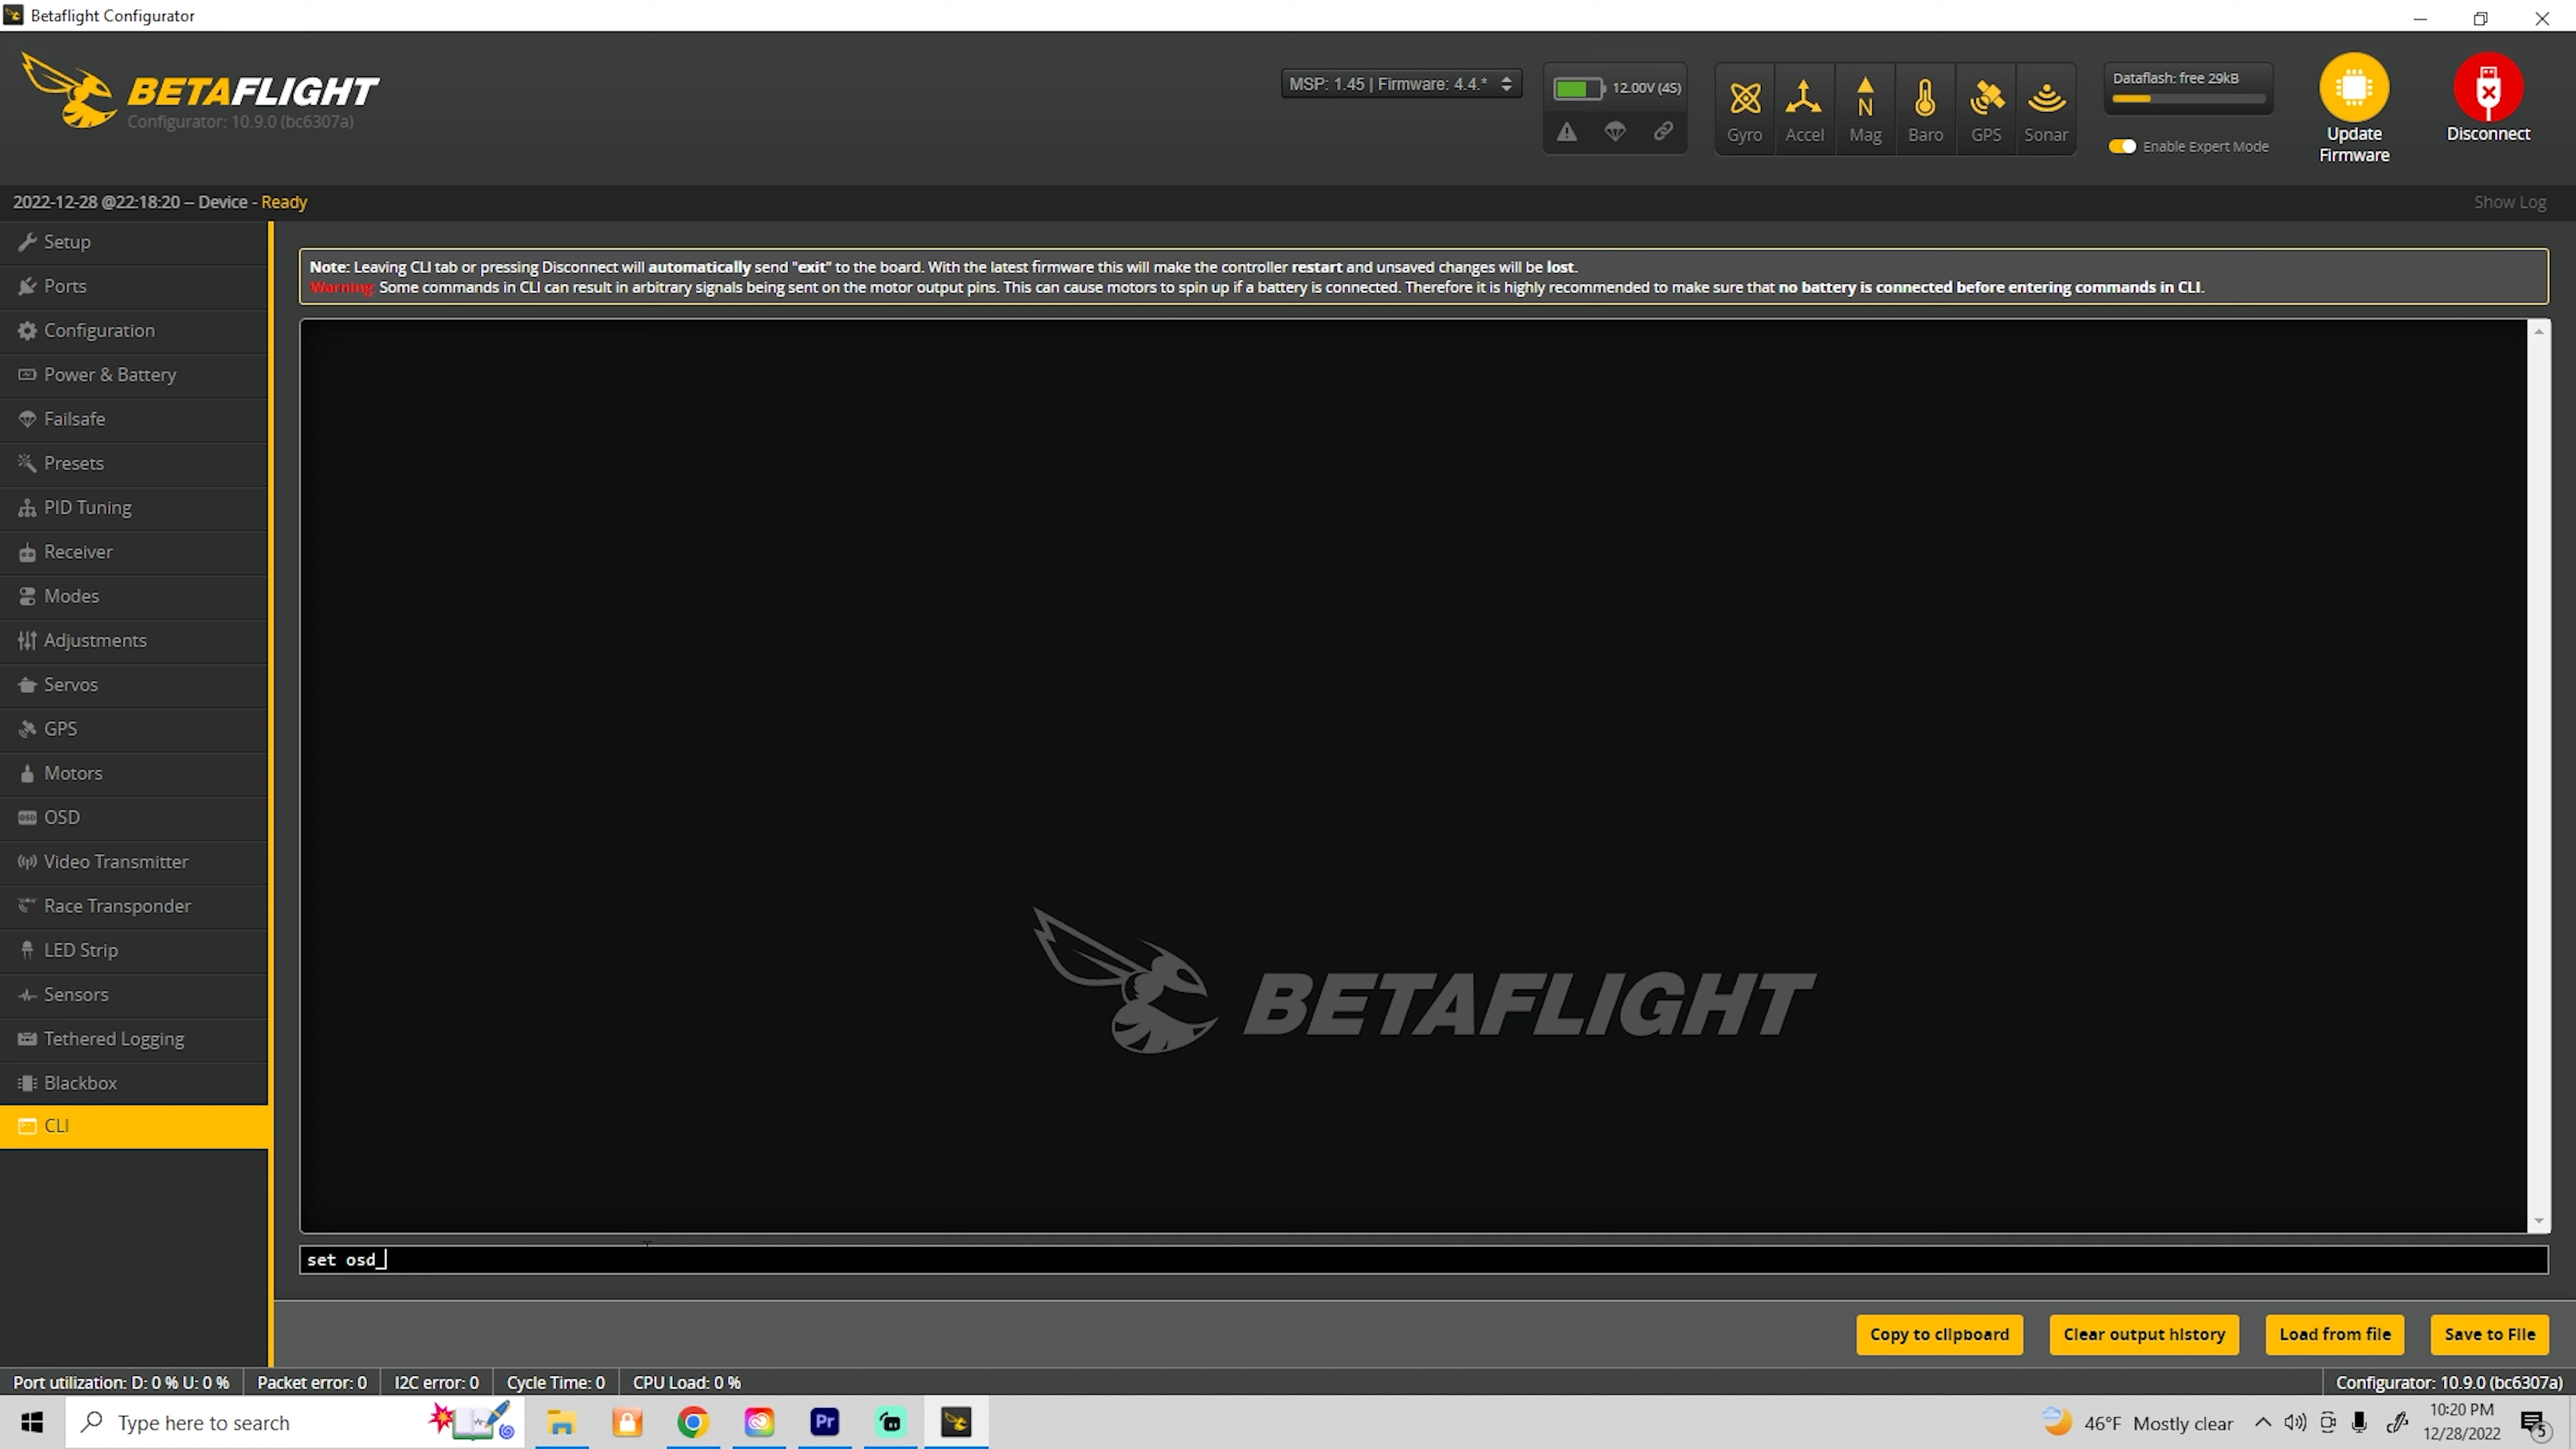 Betaflight Configurator
BETAFLIGHT
Configurator: 10.9.0 (bc6307a)
MSP: 1.45 | Firmware: 4.4.*
12.00V (4S)
Gyro
Accel
N
Mag
Baro
GPS
Sonar
Dataflash: free 29kB
Enable Expert Mode
Update
Firmware
Disconnect
2022-12-28 @22:18:20 -- Device - Ready
Show Log
Setup
Ports
Configuration
Power & Battery
Failsafe
Presets
PID Tuning
Receiver
Modes
Adjustments
Servos
GPS
Motors
OSD
Video Transmitter
Race Transponder
LED Strip
Sensors
Tethered Logging
Blackbox
CLI
Note: Leaving CLI tab or pressing Disconnect will automatically send "exit" to the board. With the latest firmware this will make the controller restart and unsaved changes will be lost.
Warning: Some commands in CLI can result in arbitrary signals being sent on the motor output pins. This can cause motors to spin up if a battery is connected. Therefore it is highly recommended to make sure that no battery is connected before entering commands in CLI.
BETAFLIGHT
set osd_
Copy to clipboard
Clear output history
Load from file
Save to File
Port utilization: D: 0 % U: 0 %
Packet error: 0
I2C error: 0
Cycle Time: 0
CPU Load: 0 %
Configurator: 10.9.0 (bc6307a)
Type here to search
Pr
46°F Mostly clear
10:20 PM
12/28/2022
5